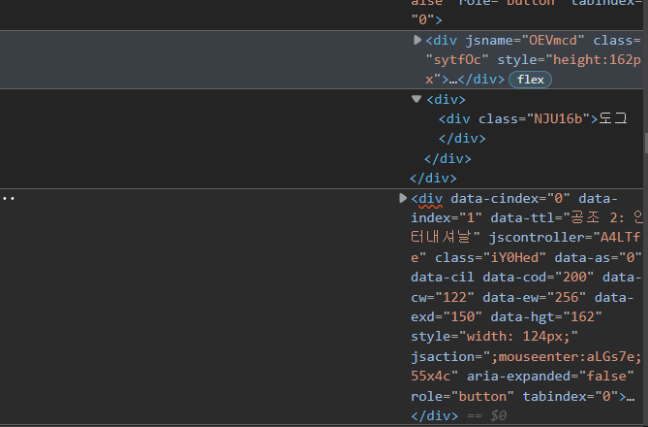 alse" role="button" tabindex=
"0">
<div jsname="OEVmcd" class=
"sytfOc" style="height:162p
x">…</div> flex
<div>
<div class="NJU16b">도그
</div>
</div>
</div>
<div data-cindex="0" data-
index="1" data-ttl="공조 2: 인
터내셔날" jscontroller="A4LTf
e" class="iY0Hed" data-as="0"
data-cil data-cod="200" data-
cw="122" data-ew="256" data-
exd="150" data-hgt="162"
style="width: 124px;"
jsaction=";mouseenter:aLGs7e;
55x4c" aria-expanded="false"
role="button" tabindex="0">…
</div> == $0